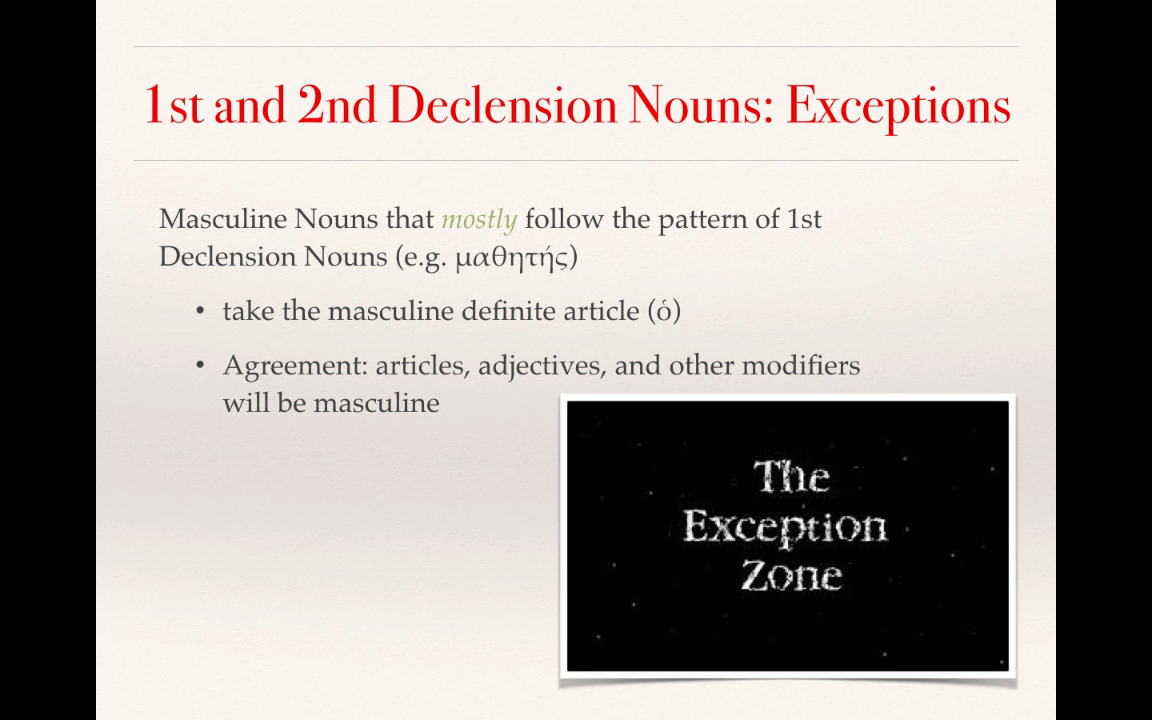 1st and 2nd Declension Nouns: Exceptions
Masculine Nouns that mostly follow the pattern of 1st
Declension Nouns (e.g. μαθητής)
• take the masculine definite article (ὁ)
• Agreement: articles, adjectives, and other modifiers
will be masculine
The
Exception
Zone